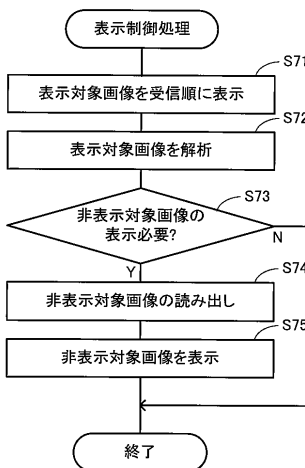 表示制御処理
S71
表示対象画像を受信順に表示
S72
表示対象画像を解析
S73
非表示対象画像の
表示必要?
N
Y
S74
非表示対象画像の読み出し
S75
非表示対象画像を表示
終了